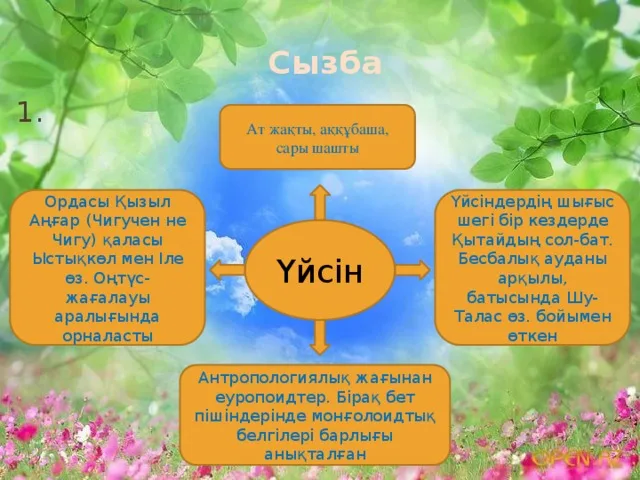 Сызба
1.
Ат жақты, аққұбаша,
сары шашты
Ордасы Қызыл
Аңғар (Чигучен не
Чигу) қаласы
Ыстықкөл мен Іле
өз. Оңтүс-
жағалауы
аралығында
орналасты
Үйсін
Үйсіндердің шығыс
шегі бір кездерде
Қытайдың сол-бат.
Бесбалық ауданы
арқылы,
батысында Шу-
Талас өз. бойымен
өткен
Антропологиялық жағынан
еуропоидтер. Бірақ бет
пішіндерінде монғолоидтық
белгілері барлығы
анықталған